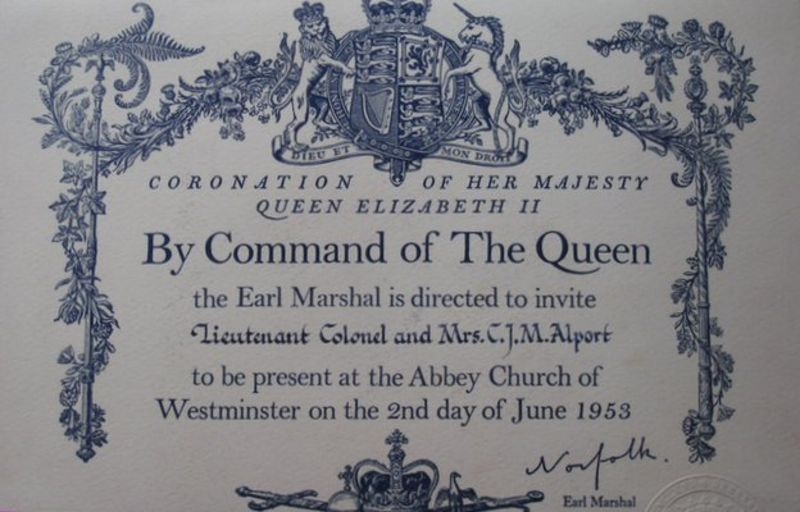 DIEU ET MON DROIT
CORONATION OF HER MAJESTY
QUEEN ELIZABETH II
By Command of The Queen
the Earl Marshal is directed to invite
Lieutenant Colonel and Mrs. C.J.M. Alport
to be present at the Abbey Church of
Westminster on the 2nd day of June 1953
Norfolk.
Earl Marshal